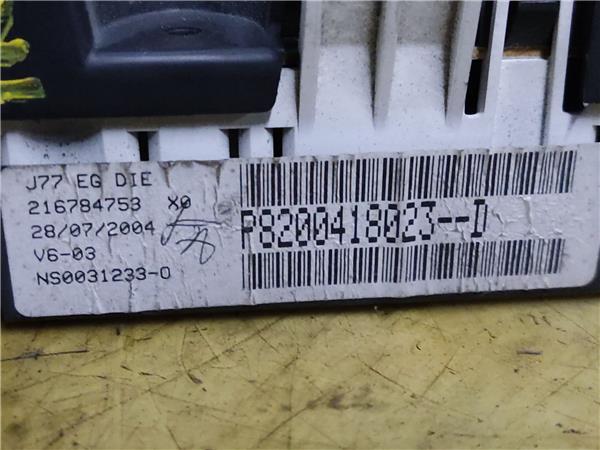 J77 EG DIE
216784753 X0
28/07/2004
V6-03
NS0031233-0
P8200418023--D